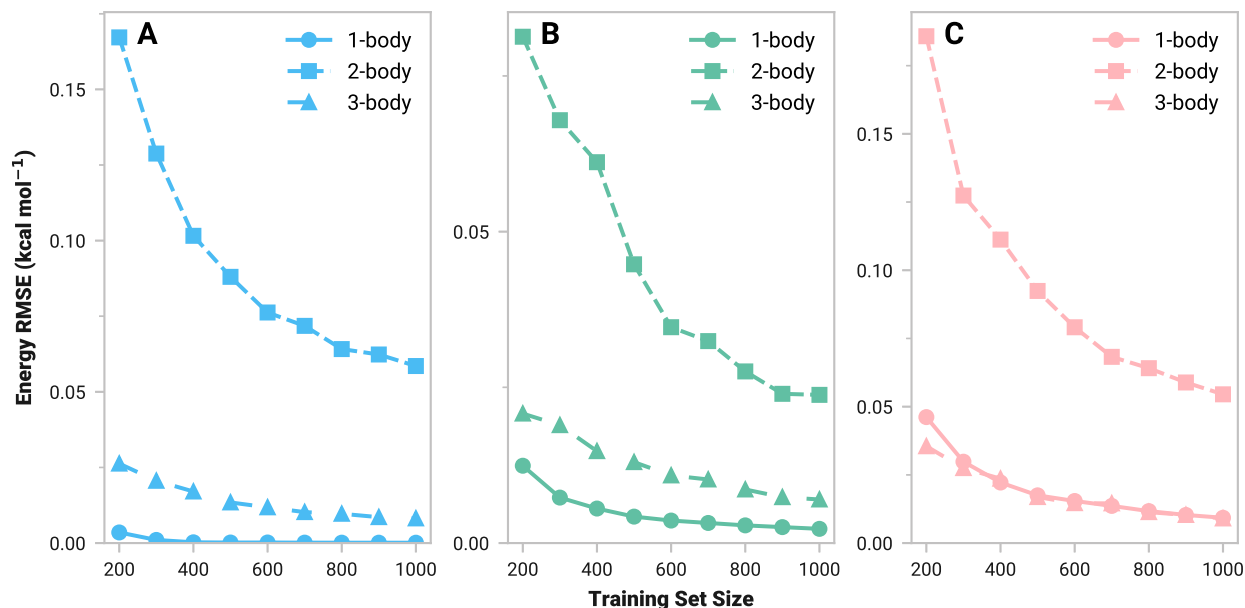 Energy RMSE (kcal mol⁻¹)
A
1-body
2-body
3-body
0.15
0.10
0.05
0.00
200 400 600 800 1000
B
1-body
2-body
3-body
0.05
0.00
200 400 600 800 1000
C
1-body
2-body
3-body
0.15
0.10
0.05
0.00
200 400 600 800 1000
Training Set Size